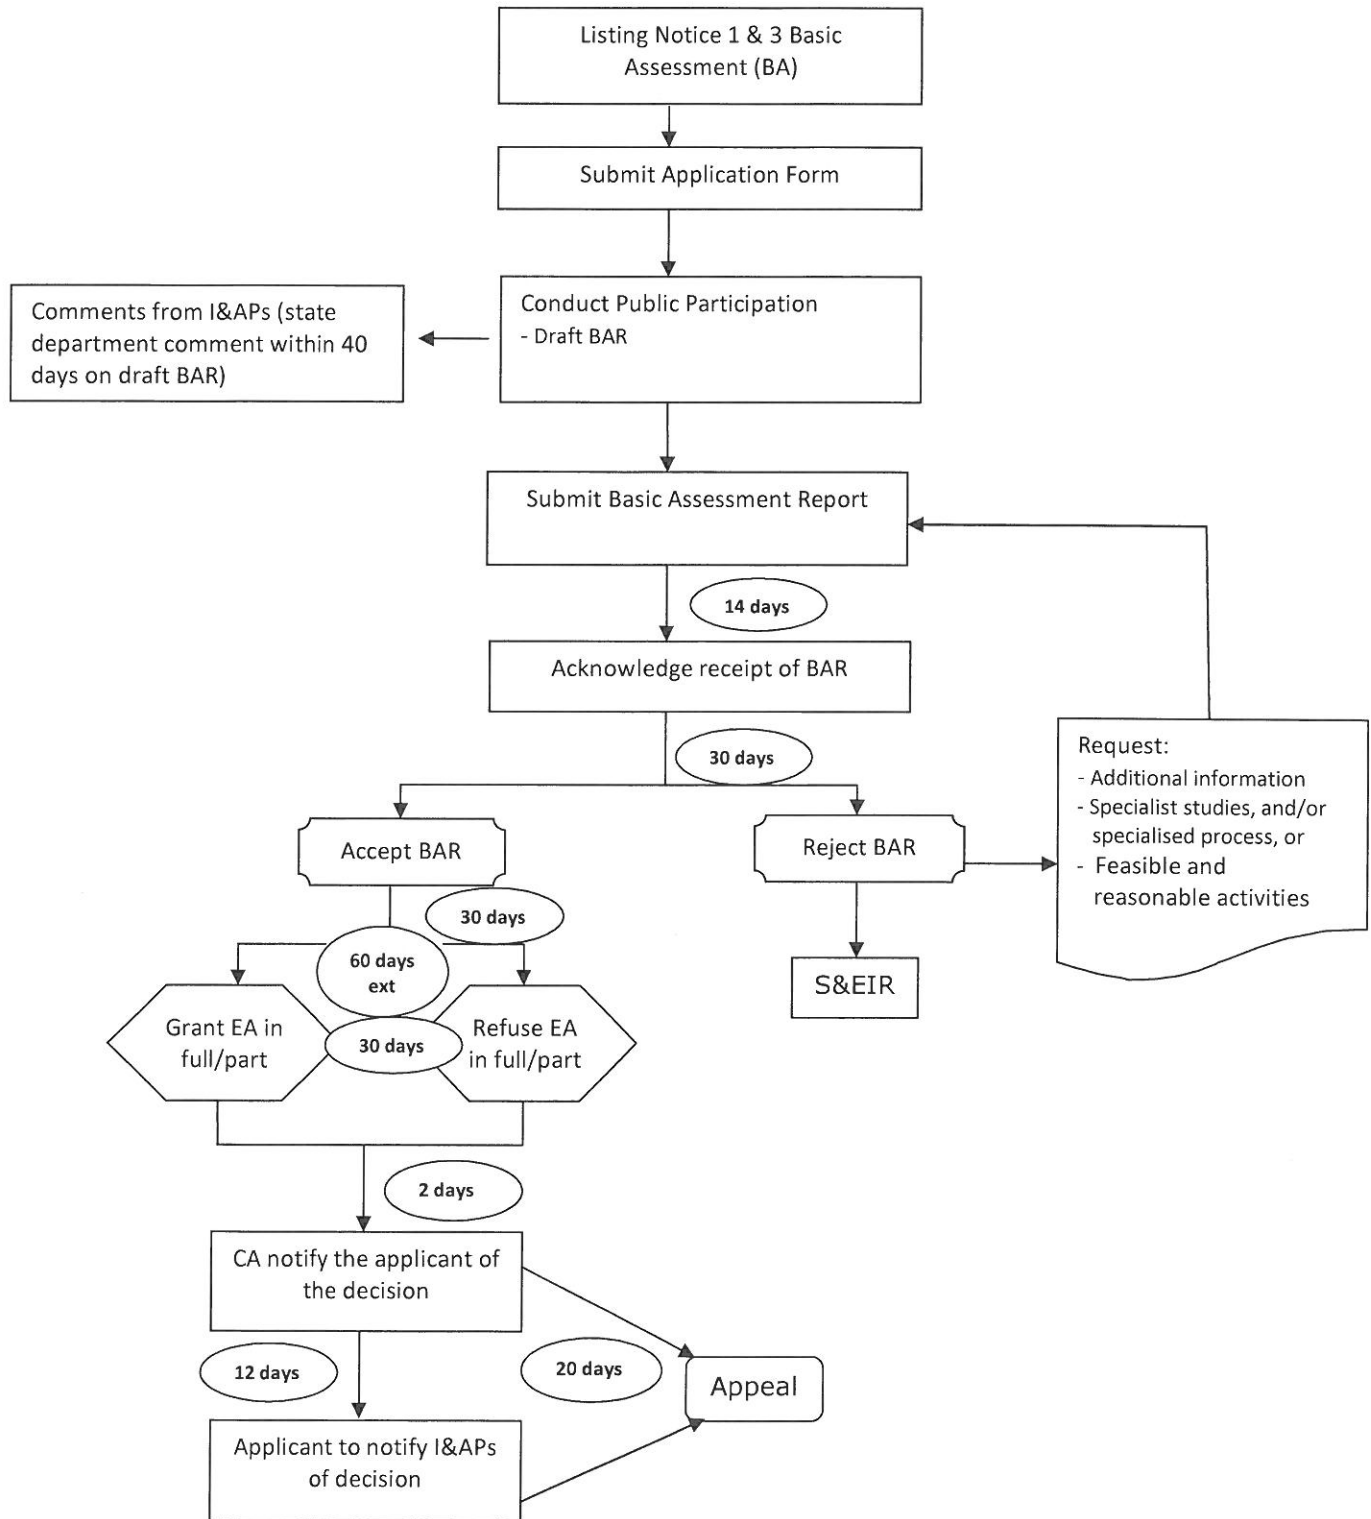 Listing Notice 1 & 3 Basic
Assessment (BA)
Submit Application Form
Conduct Public Participation
- Draft BAR
Comments from I&APs (state
department comment within 40
days on draft BAR)
Submit Basic Assessment Report
14 days
Acknowledge receipt of BAR
30 days
Request:
- Additional information
- Specialist studies, and/or
specialised process, or
- Feasible and
reasonable activities
Accept BAR
Reject BAR
30 days
60 days
ext
S&EIR
Grant EA in
full/part
30 days
Refuse EA
in full/part
2 days
CA notify the applicant of
the decision
12 days
20 days
Appeal
Applicant to notify I&APs
of decision